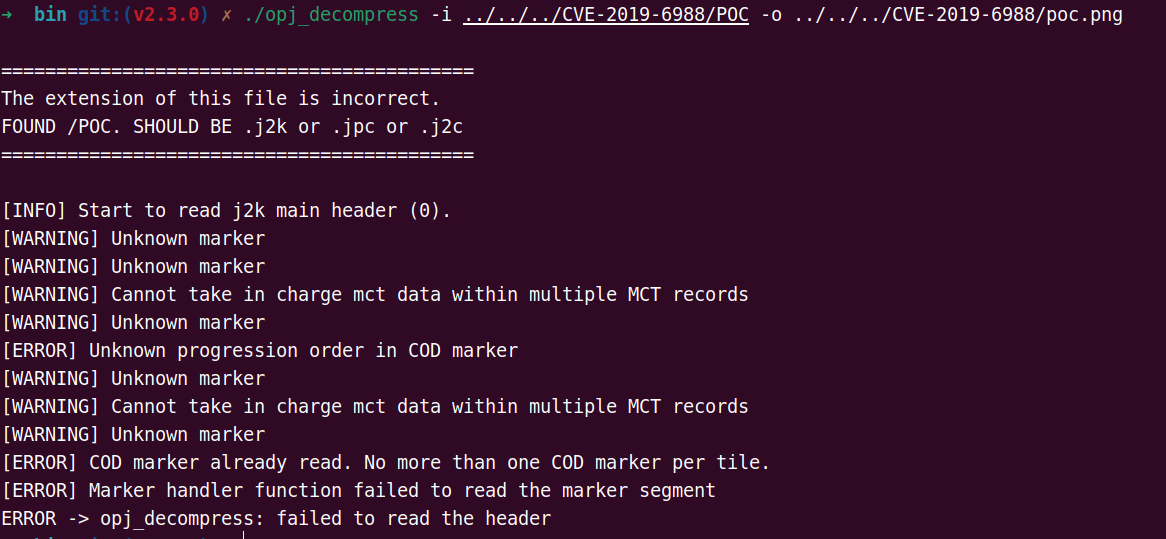 ➜  bin git:(v2.3.0) ✗ ./opj_decompress -i ../../../CVE-2019-6988/POC -o ../../../CVE-2019-6988/poc.png
===========================================
The extension of this file is incorrect.
FOUND /POC. SHOULD BE .j2k or .jpc or .j2c
===========================================
[INFO] Start to read j2k main header (0).
[WARNING] Unknown marker
[WARNING] Unknown marker
[WARNING] Cannot take in charge mct data within multiple MCT records
[WARNING] Unknown marker
[ERROR] Unknown progression order in COD marker
[WARNING] Unknown marker
[WARNING] Cannot take in charge mct data within multiple MCT records
[WARNING] Unknown marker
[ERROR] COD marker already read. No more than one COD marker per tile.
[ERROR] Marker handler function failed to read the marker segment
ERROR -> opj_decompress: failed to read the header